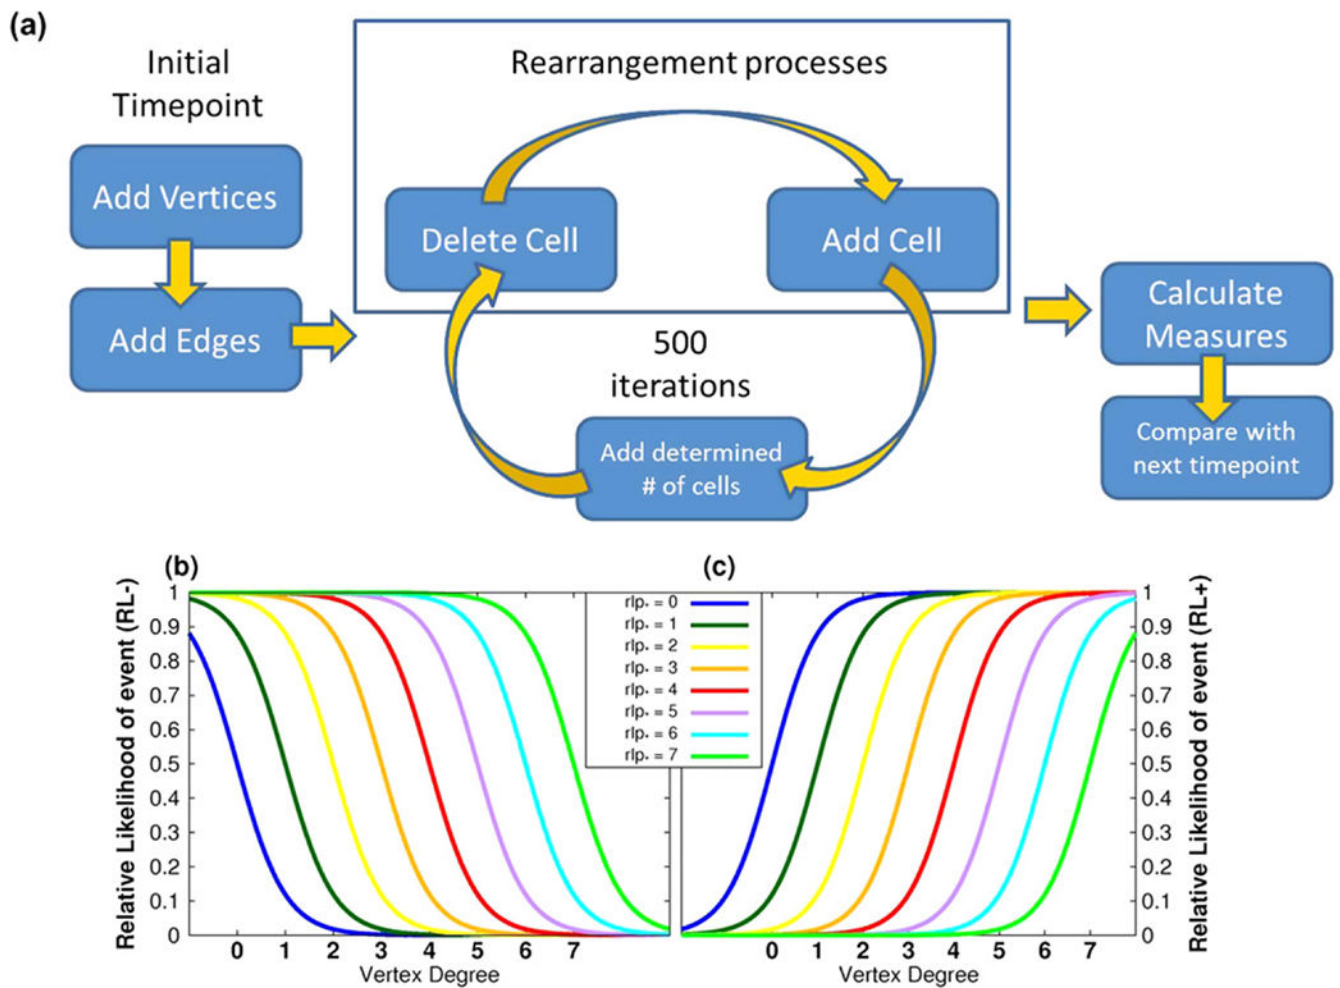 (a)
Initial
Timepoint
Add Vertices
Add Edges
Rearrangement processes
Delete Cell
Add Cell
500
iterations
Add determined
# of cells
Calculate
Measures
Compare with
next timepoint
(b)
Relative Likelihood of event (RL-)
1
0.9
0.8
0.7
0.6
0.5
0.4
0.3
0.2
0.1
0
0 1 2 3 4 5 6 7
Vertex Degree
rlp* = 0
rlp* = 1
rlp* = 2
rlp* = 3
rlp* = 4
rlp* = 5
rlp* = 6
rlp* = 7
(c)
0 1 2 3 4 5 6 7
Vertex Degree
1
0.9
0.8
0.7
0.6
0.5
0.4
0.3
0.2
0.1
0
Relative Likelihood of event (RL+)